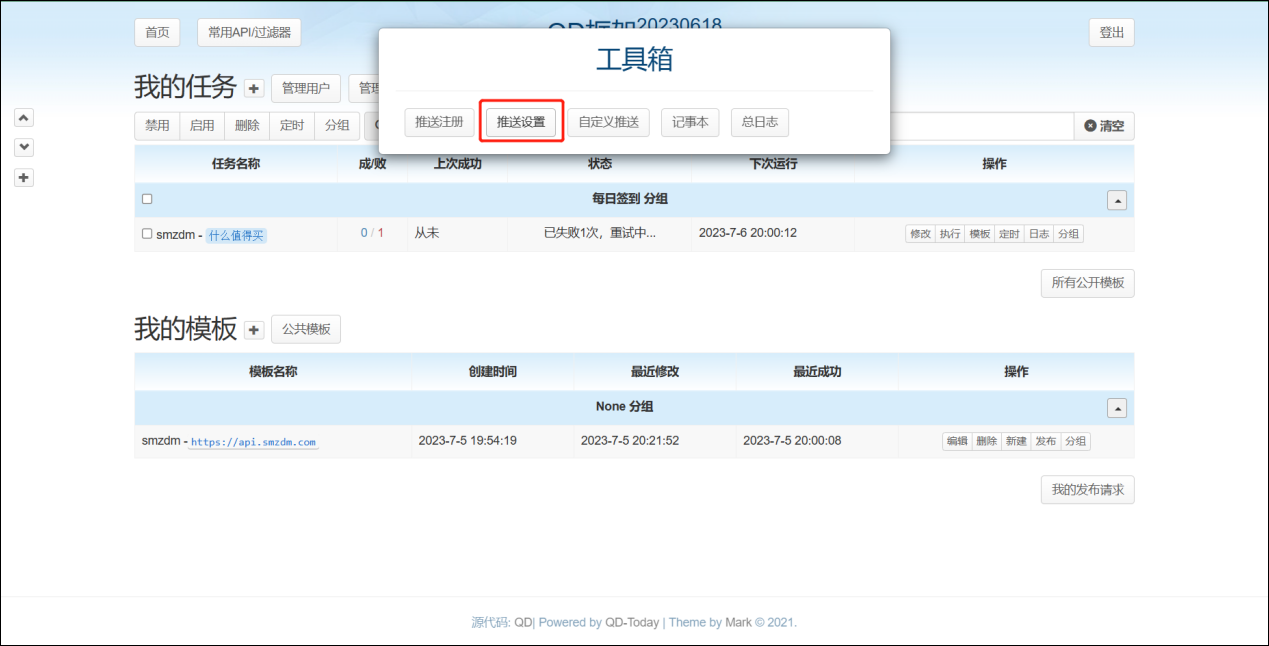 首页 常用API/过滤器 QD框架20230618 登出
工具箱
我的任务 管理用户 管理
推送注册 推送设置 自定义推送 记事本 总日志
禁用 启用 删除 定时 分组 清空
任务名称 成/败 上次成功 状态 下次运行 操作
每日签到 分组
smzdm - 什么值得买 0 / 1 从未 已失败1次，重试中... 2023-7-6 20:00:12 修改 执行 模板 定时 日志 分组
所有公开模板
我的模板 公共模板
模板名称 创建时间 最近修改 最近成功 操作
None 分组
smzdm - https://api.smzdm.com 2023-7-5 19:54:19 2023-7-5 20:21:52 2023-7-5 20:00:08 编辑 删除 新建 发布 分组
我的发布请求
源代码: QD| Powered by QD-Today | Theme by Mark © 2021.